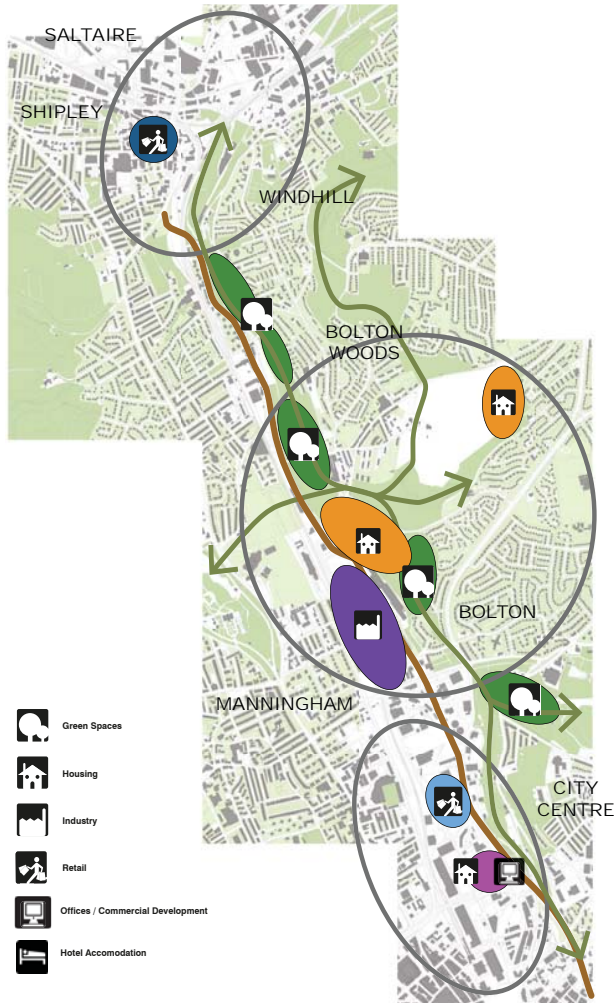 SALTAIRE
SHIPLEY
WINDHILL
BOLTON
WOODS
BOLTON
MANNINGHAM
CITY
CENTRE
Green Spaces
Housing
Industry
Retail
Offices / Commercial Development
Hotel Accomodation